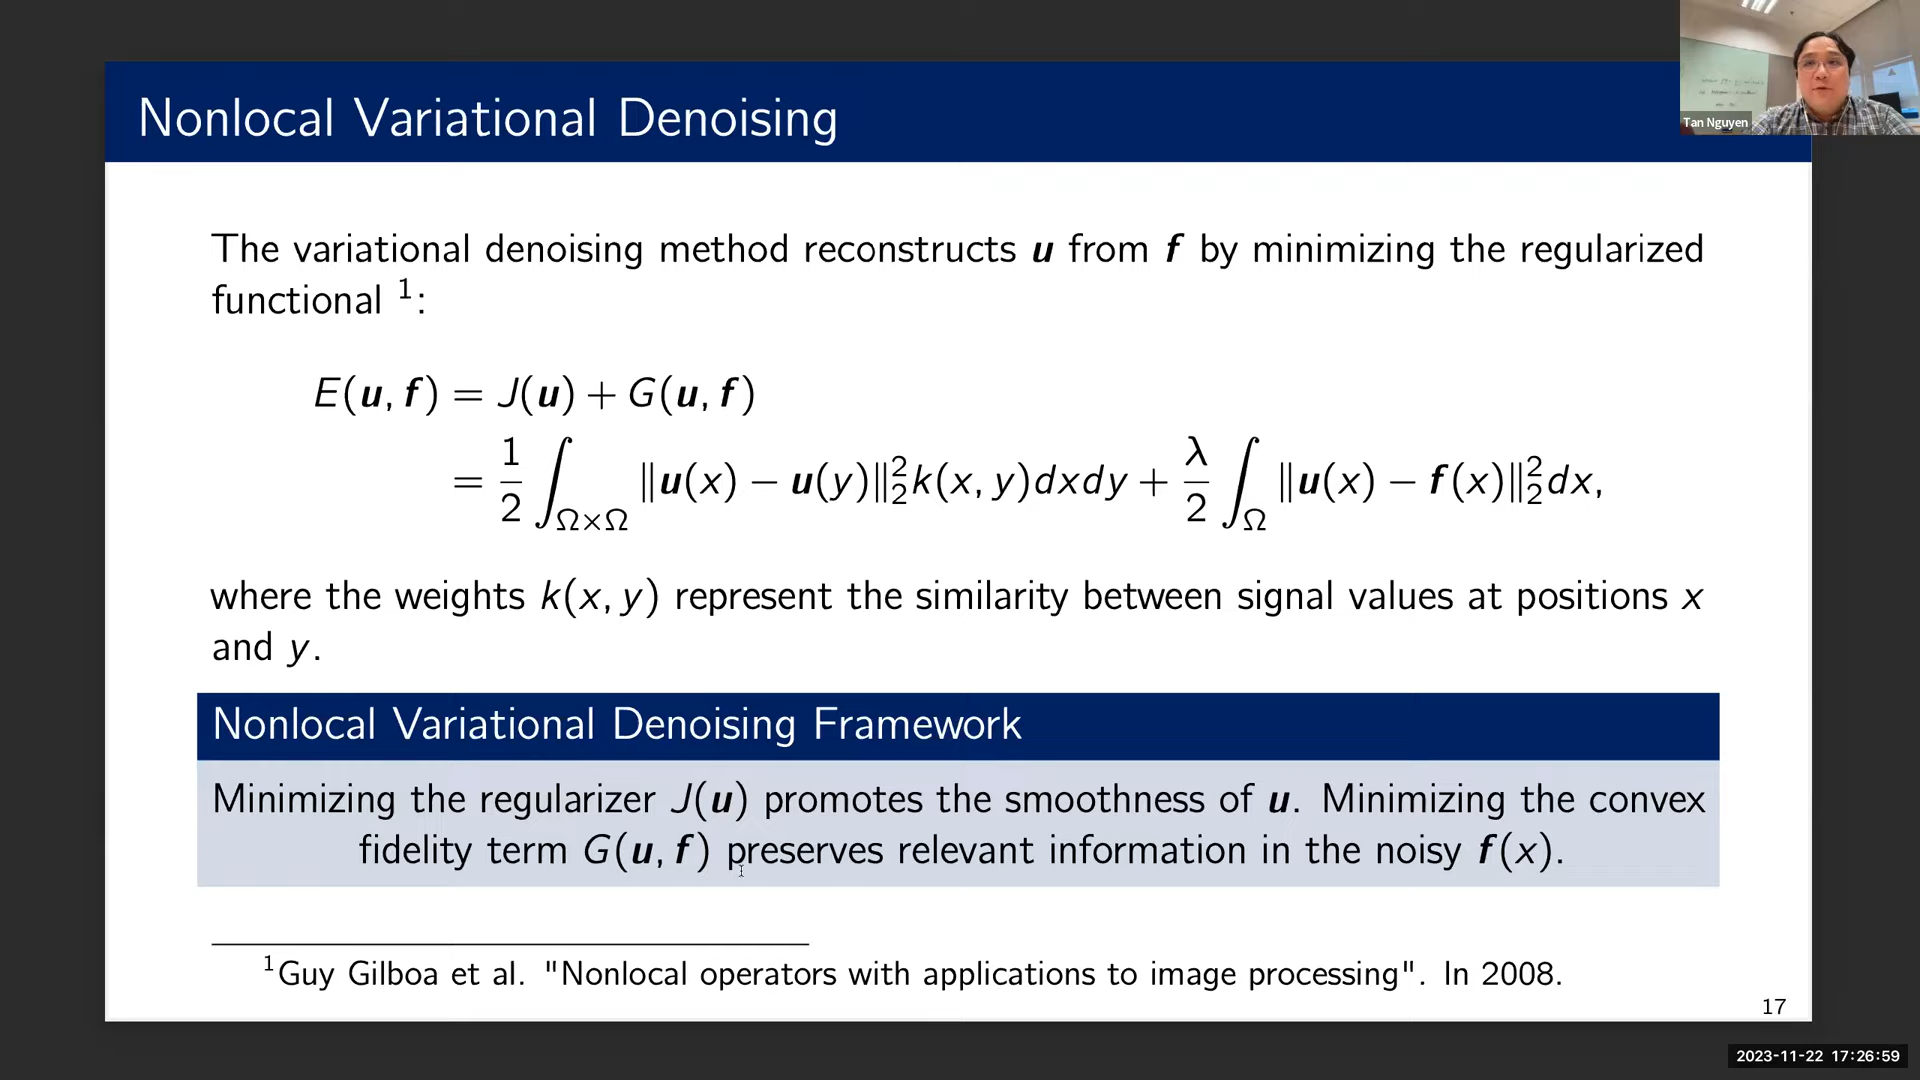 Nonlocal Variational Denoising
Tan Nguyen
The variational denoising method reconstructs u from f by minimizing the regularized
functional ¹:
E(u, f) = J(u) + G(u, f)
= 1/2 ∫_{Ω×Ω} ‖u(x) − u(y)‖₂² k(x, y)dxdy + λ/2 ∫_Ω ‖u(x) − f(x)‖₂² dx,
where the weights k(x, y) represent the similarity between signal values at positions x
and y.
Nonlocal Variational Denoising Framework
Minimizing the regularizer J(u) promotes the smoothness of u. Minimizing the convex
fidelity term G(u, f) preserves relevant information in the noisy f(x).
¹Guy Gilboa et al. "Nonlocal operators with applications to image processing". In 2008.
17
2023-11-22 17:26:59